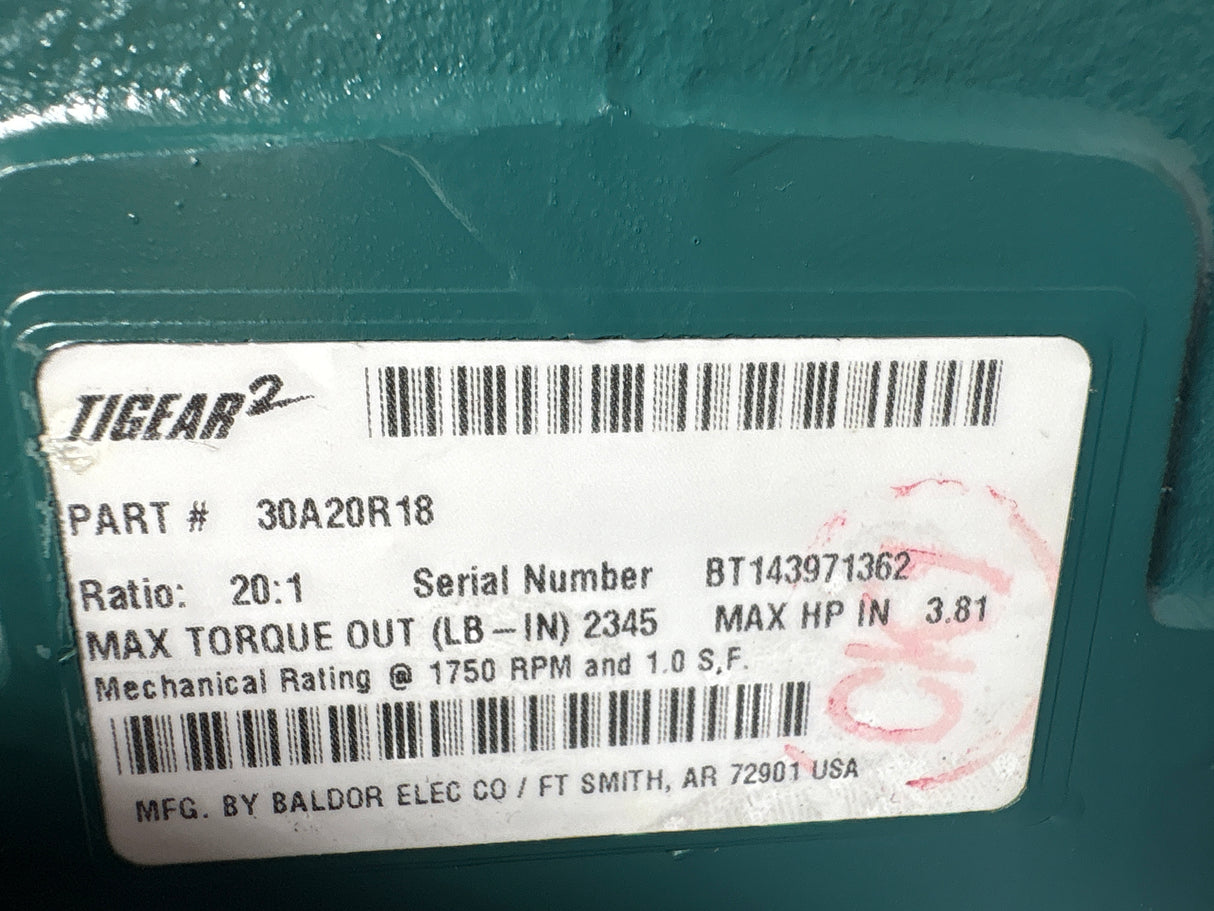 TIGEAR2
PART # 30A20R18
Ratio: 20:1 Serial Number BT143971362
MAX TORQUE OUT (LB-IN) 2345 MAX HP IN 3.81
Mechanical Rating @ 1750 RPM and 1.0 S.F.
MFG. BY BALDOR ELEC CO / FT SMITH, AR 72901 USA